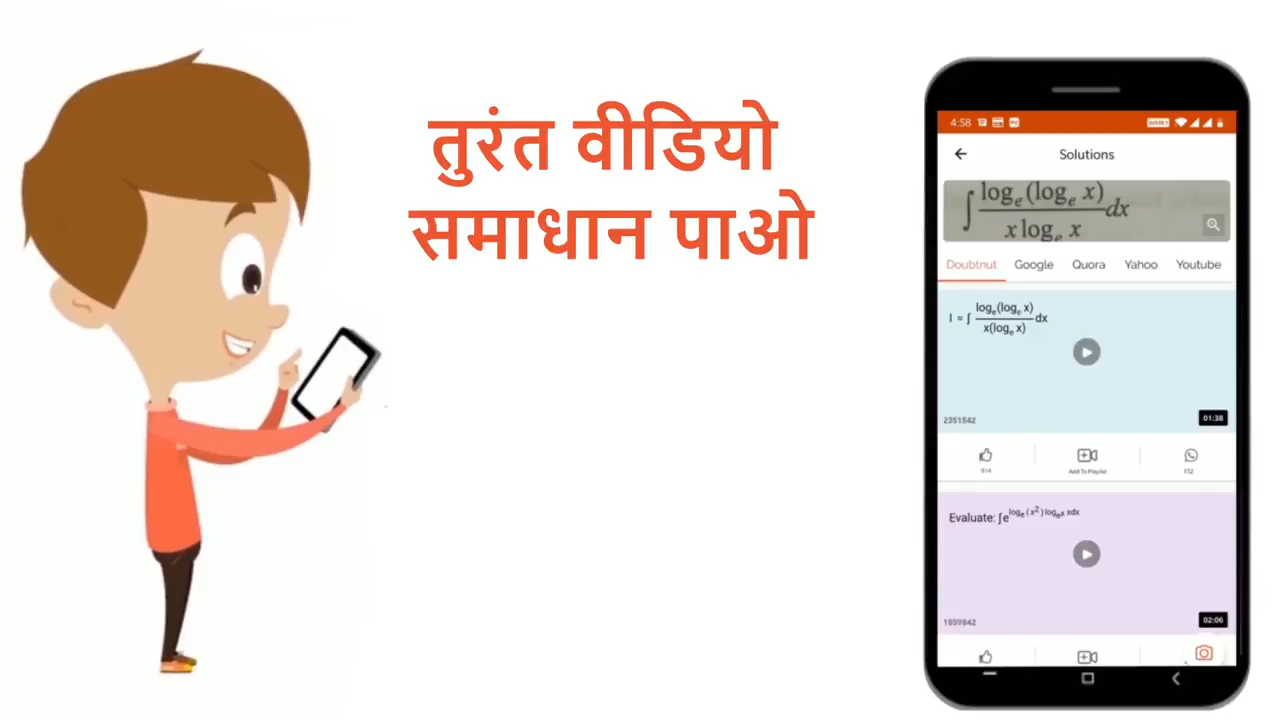 तुरंत वीडियो
समाधान पाओ
4:58
Solutions
∫ logₑ(logₑ x) / x logₑ x dx
Doubtnut Google Quora Yahoo Youtube
I = ∫ logₑ(logₑ x) / x(logₑ x) dx
2351542
01:38
914
Add To Playlist
152
Evaluate: ∫e^logₑ(x²) logₑx xdx
1859842
02:06